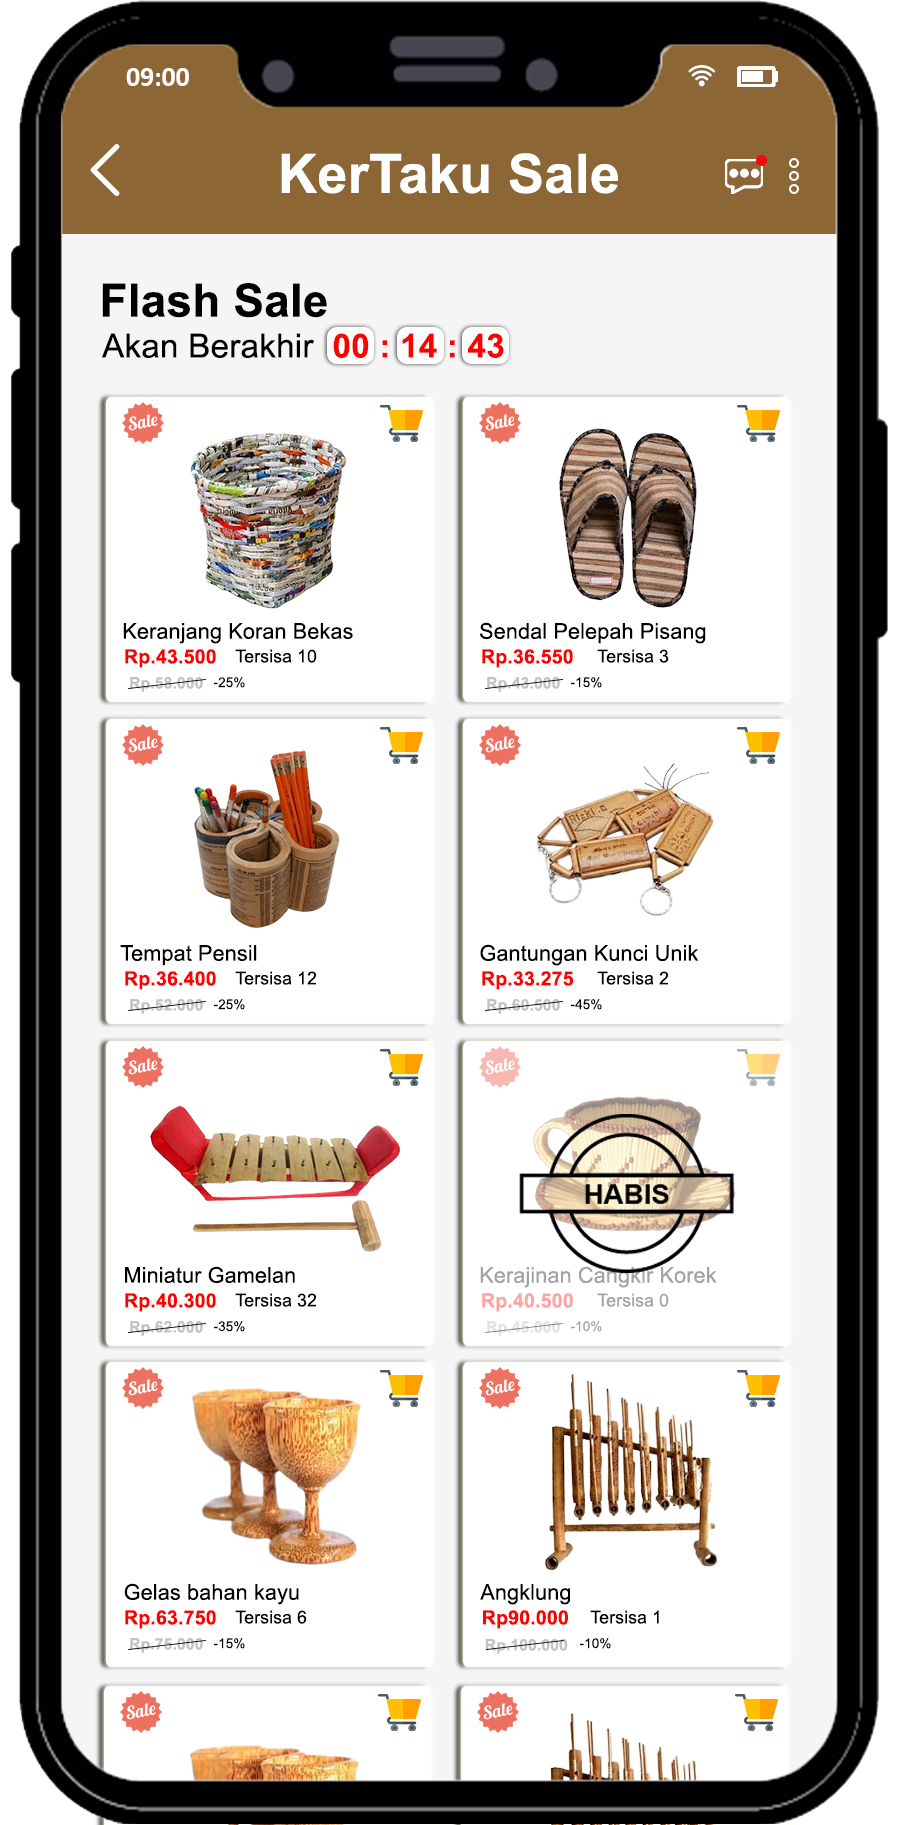 09:00
KerTaku Sale
Flash Sale
Akan Berakhir 00 : 14 : 43
Sale
Keranjang Koran Bekas
Rp.43.500 Tersisa 10
Rp.58.000 -25%
Sale
Sendal Pelepah Pisang
Rp.36.550 Tersisa 3
Rp.43.000 -15%
Sale
Tempat Pensil
Rp.36.400 Tersisa 12
Rp.52.000 -25%
Sale
Gantungan Kunci Unik
Rp.33.275 Tersisa 2
Rp.60.500 -45%
Sale
Miniatur Gamelan
Rp.40.300 Tersisa 32
Rp.62.000 -35%
Sale
HABIS
Kerajinan Cangkir Korek
Rp.40.500 Tersisa 0
Rp.45.000 -10%
Sale
Gelas bahan kayu
Rp.63.750 Tersisa 6
Rp.75.000 -15%
Sale
Angklung
Rp90.000 Tersisa 1
Rp.100.000 -10%
Sale
Sale